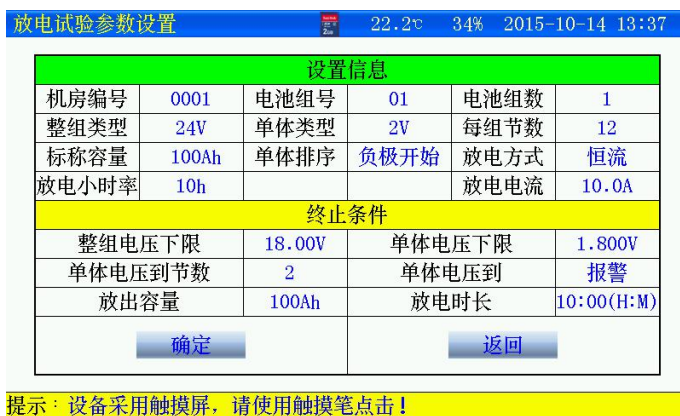 放电试验参数设置 22.2℃ 34% 2015-10-14 13:37
设置信息
机房编号 0001 电池组号 01 电池组数 1
整组类型 24V 单体类型 2V 每组节数 12
标称容量 100Ah 单体排序 负极开始 放电方式 恒流
放电小时率 10h 放电电流 10.0A
终止条件
整组电压下限 18.00V 单体电压下限 1.800V
单体电压到节数 2 单体电压到 报警
放出容量 100Ah 放电时长 10:00(H:M)
确定 返回
提示：设备采用触摸屏，请使用触摸笔点击！